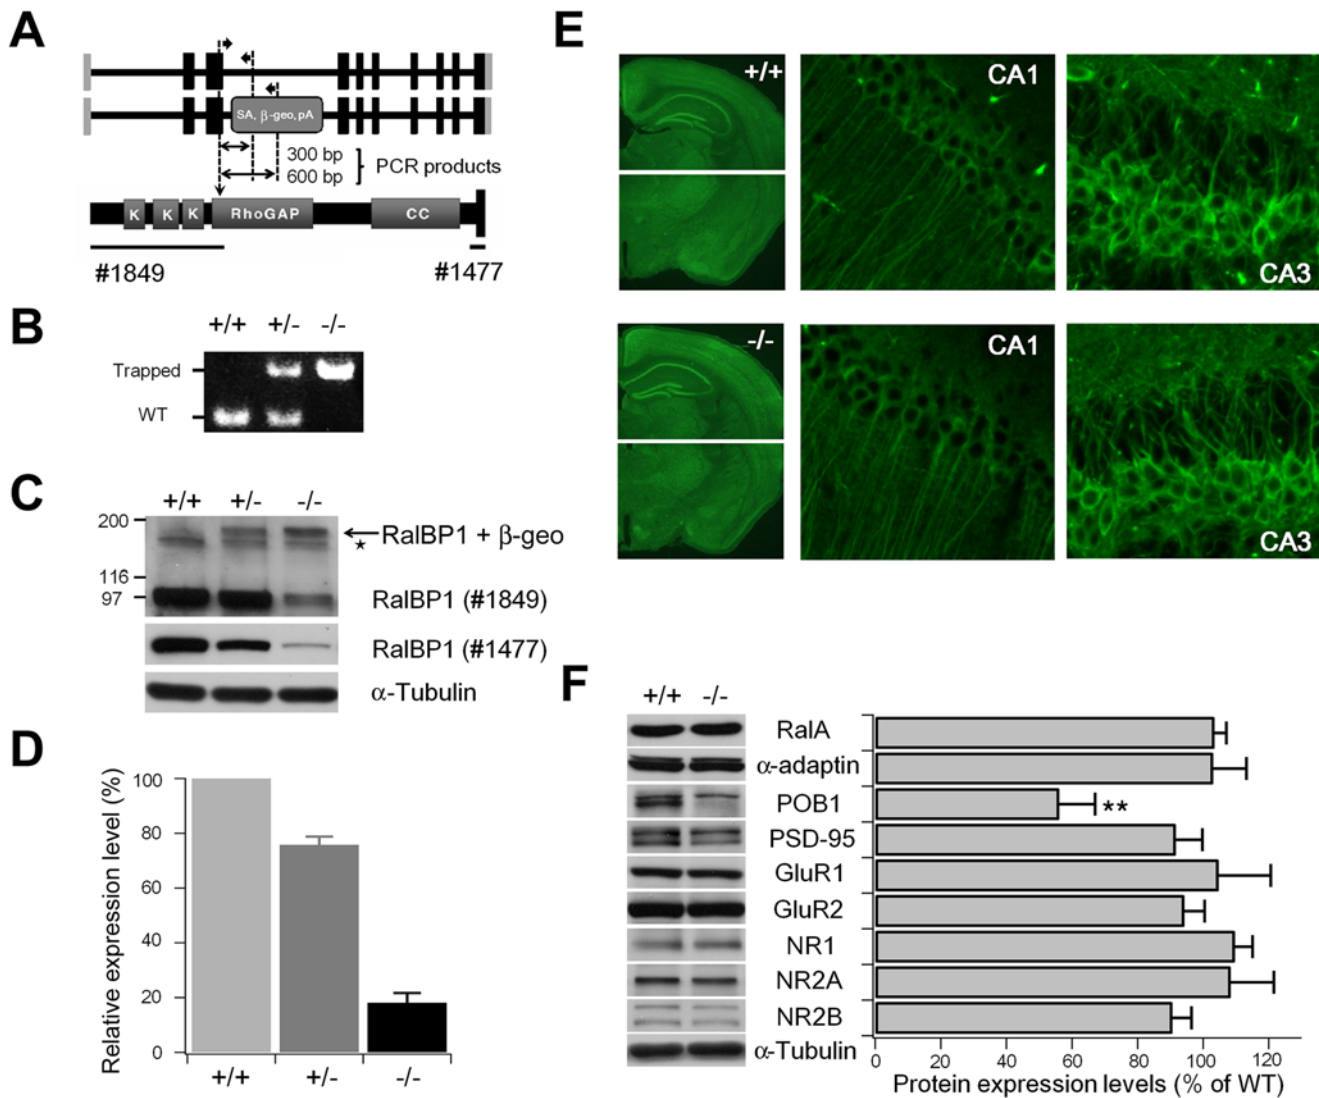 A
SA, β-geo, pA
300 bp
600 bp
PCR products
K K K RhoGAP CC
#1849 #1477
B
+/+ +/- -/-
Trapped
WT
C
+/+ +/- -/-
200
RalBP1 + β-geo
★
116
97
RalBP1 (#1849)
RalBP1 (#1477)
α-Tubulin
D
Relative expression level (%)
100
80
60
40
20
0
+/+ +/- -/-
E
+/+
CA1
CA3
-/-
CA1
CA3
F
+/+ -/-
RalA
α-adaptin
POB1
**
PSD-95
GluR1
GluR2
NR1
NR2A
NR2B
α-Tubulin
0 20 40 60 80 100 120
Protein expression levels (% of WT)